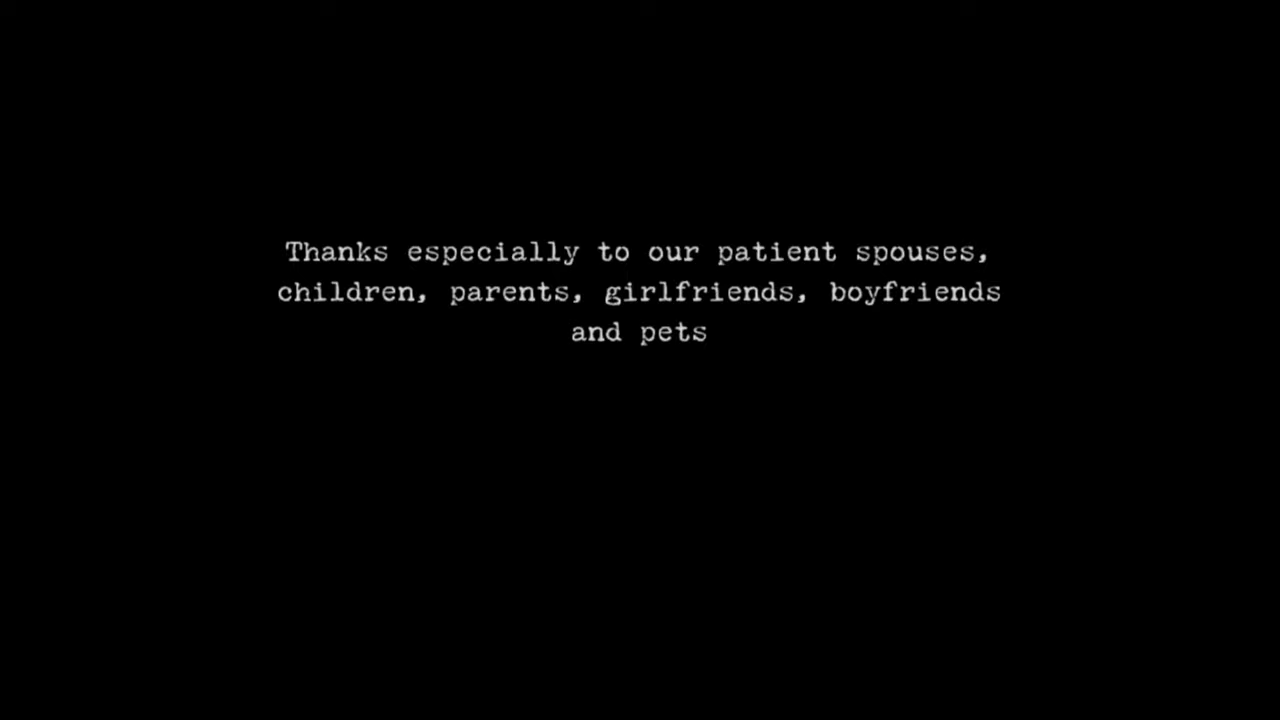 Thanks especially to our patient spouses,
children, parents, girlfriends, boyfriends
and pets